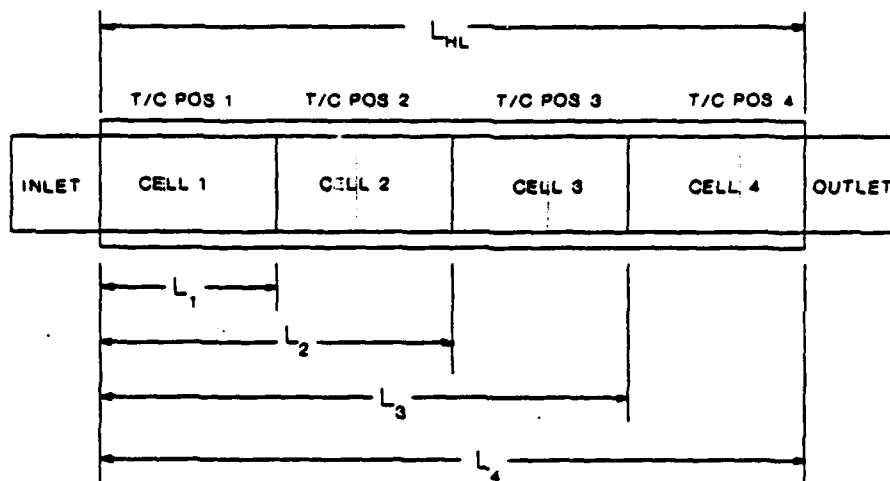 L_HL
T/C POS 1 T/C POS 2 T/C POS 3 T/C POS 4
INLET CELL 1 CELL 2 CELL 3 CELL 4 OUTLET
L_1
L_2
L_3
L_4